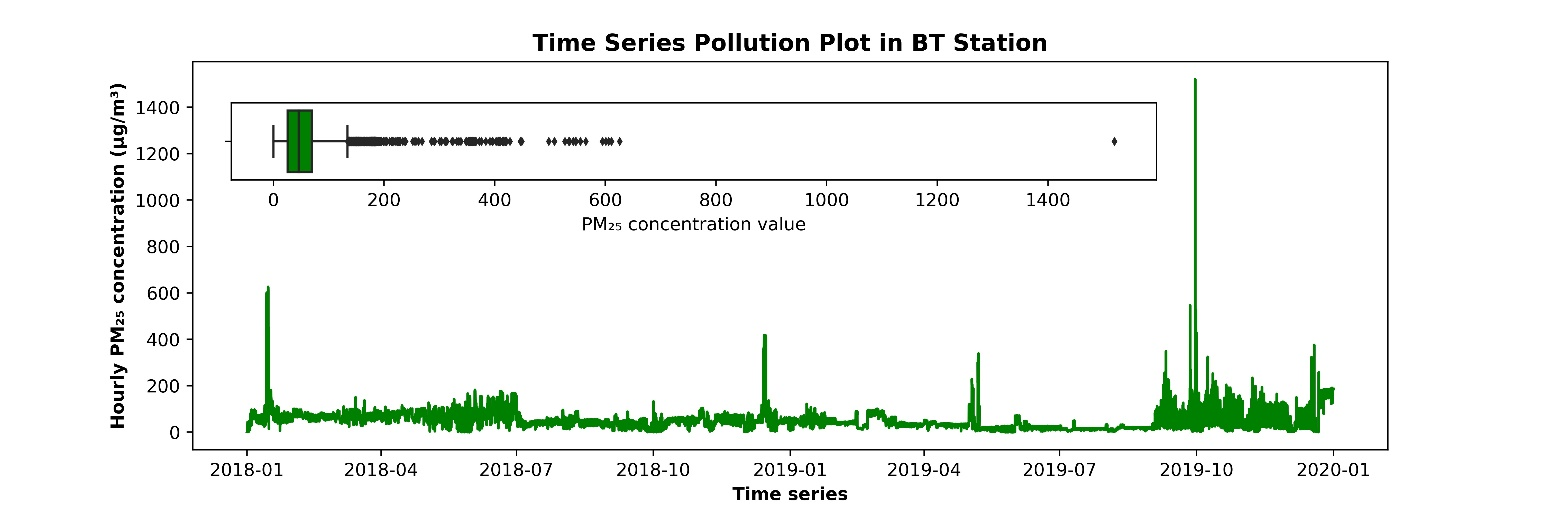 Time Series Pollution Plot in BT Station
Hourly PM₂₅ concentration (μg/m³)
1400
1200
1000
800
600
400
200
0
0 200 400 600 800 1000 1200 1400
PM₂₅ concentration value
2018-01 2018-04 2018-07 2018-10 2019-01 2019-04 2019-07 2019-10 2020-01
Time series